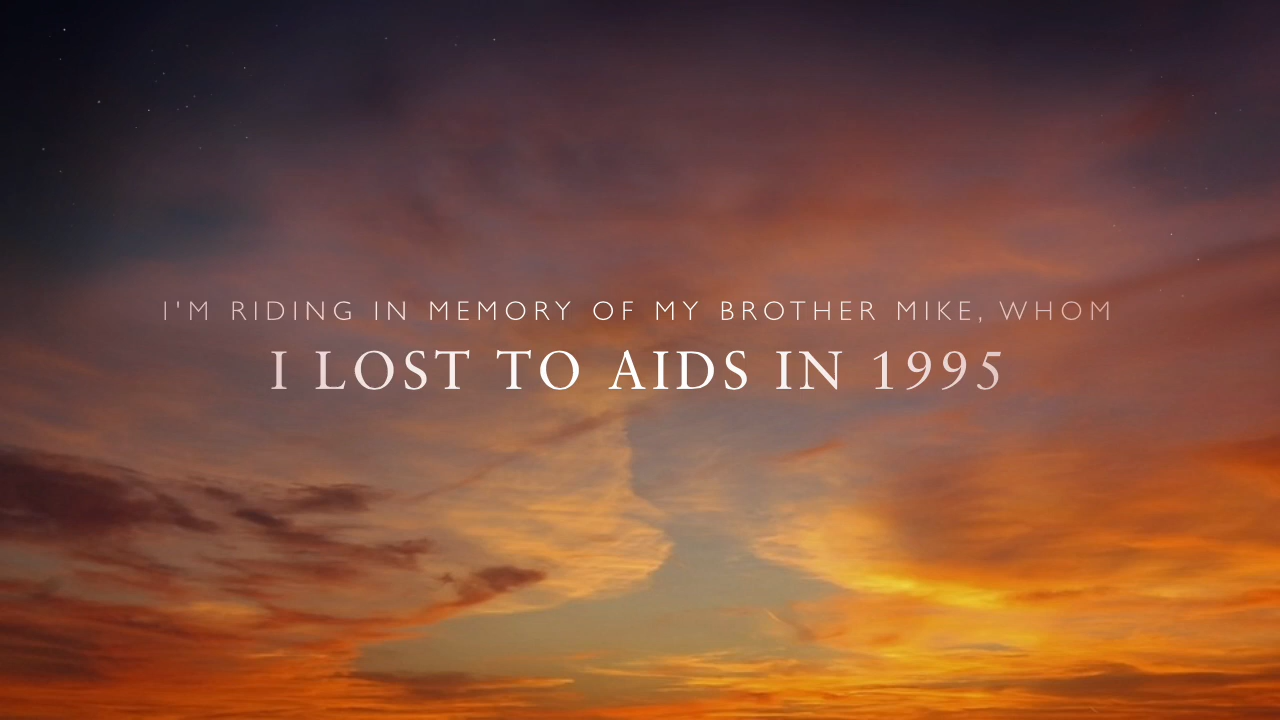 I'M RIDING IN MEMORY OF MY BROTHER MIKE, WHOM
I LOST TO AIDS IN 1995